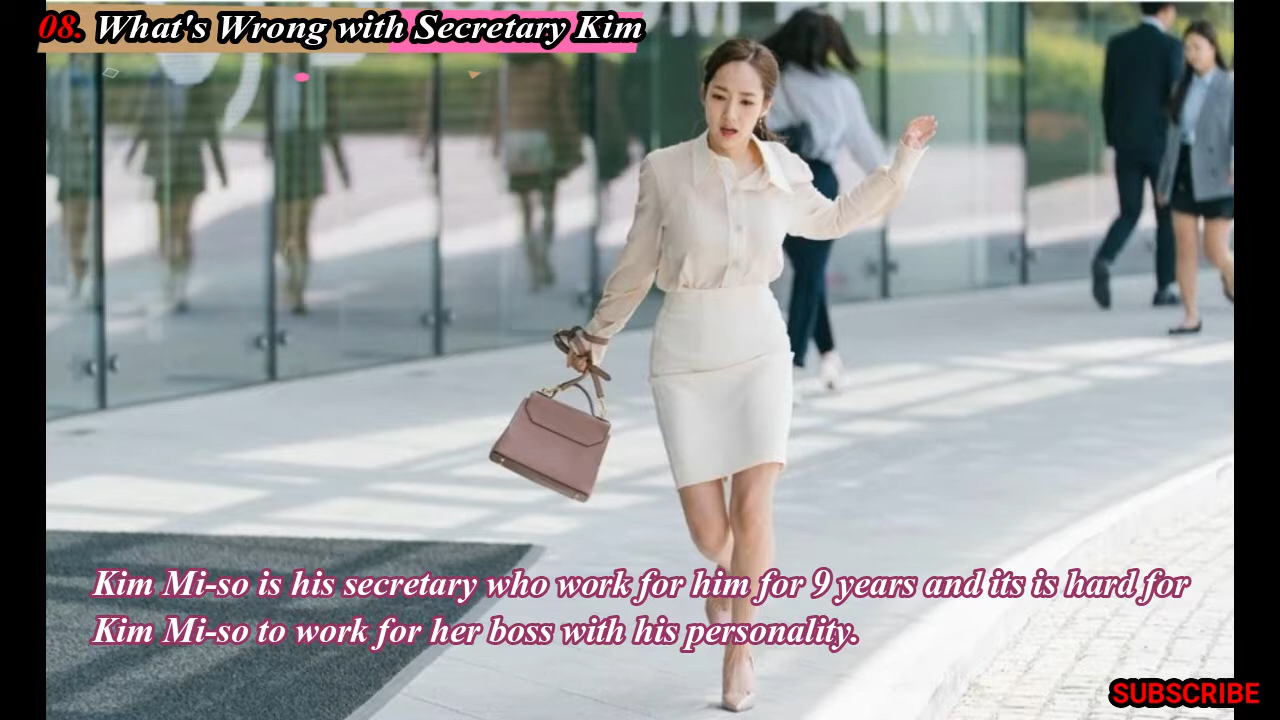 08. What's Wrong with Secretary Kim
Kim Mi-so is his secretary who work for him for 9 years and its is hard for
Kim Mi-so to work for her boss with his personality.
SUBSCRIBE